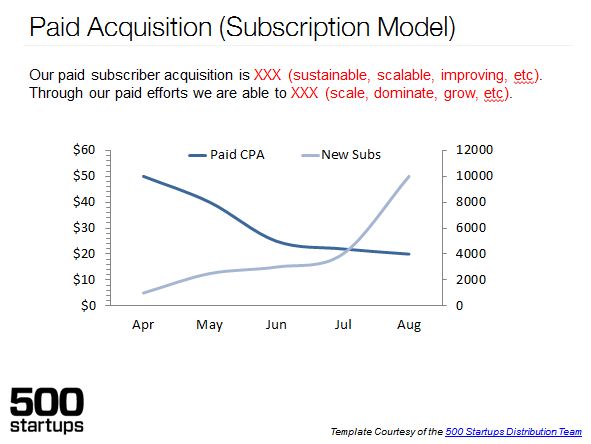 Paid Acquisition (Subscription Model)
Our paid subscriber acquisition is XXX (sustainable, scalable, improving, etc).
Through our paid efforts we are able to XXX (scale, dominate, grow, etc).
Paid CPA New Subs
$60 12000
$50 10000
$40 8000
$30 6000
$20 4000
$10 2000
$0 0
Apr May Jun Jul Aug
500
startups
Template Courtesy of the 500 Startups Distribution Team